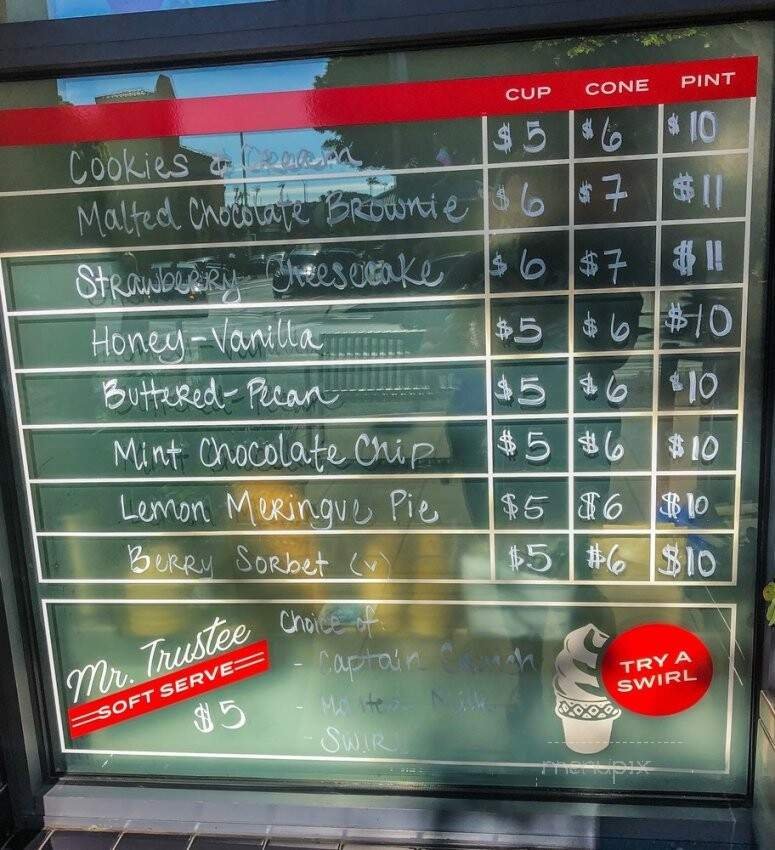 CUP CONE PINT
Cookies & Cream $5 $6 $10
Malted Chocolate Brownie $6 $7 $11
Strawberry Cheesecake $6 $7 $11
Honey-Vanilla $5 $6 $10
Buttered-Pecan $5 $6 $10
Mint Chocolate Chip $5 $6 $10
Lemon Meringue Pie $5 $6 $10
Berry Sorbet (v) $5 $6 $10
Mr. Trustee
SOFT SERVE
$5
Choice of:
- Captain Crunch
- Malted Milk
- Swirl
TRY A
SWIRL
menupix